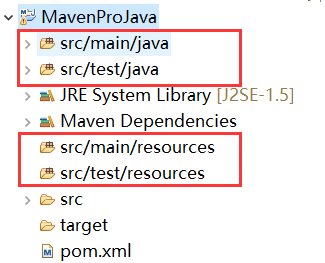 MavenProJava
src/main/java
src/test/java
JRE System Library [J2SE-1.5]
Maven Dependencies
src/main/resources
src/test/resources
src
target
pom.xml